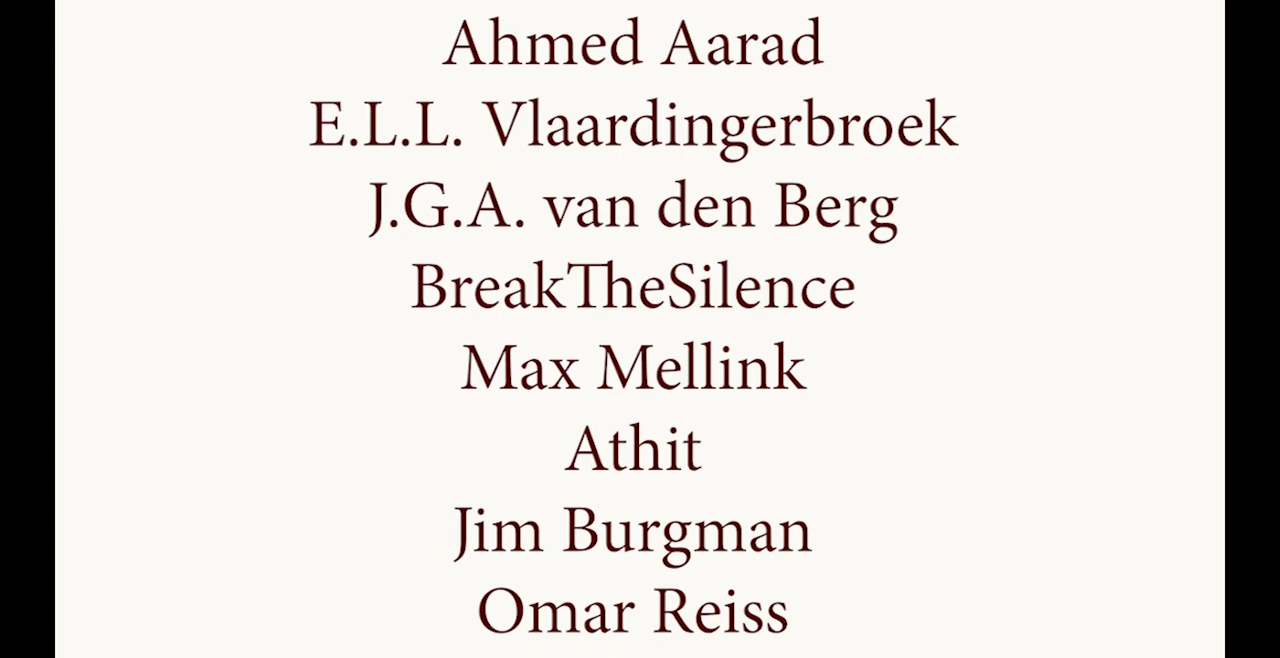 Ahmed Aarad
E.L.L. Vlaardingerbroek
J.G.A. van den Berg
BreakTheSilence
Max Mellink
Athit
Jim Burgman
Omar Reiss